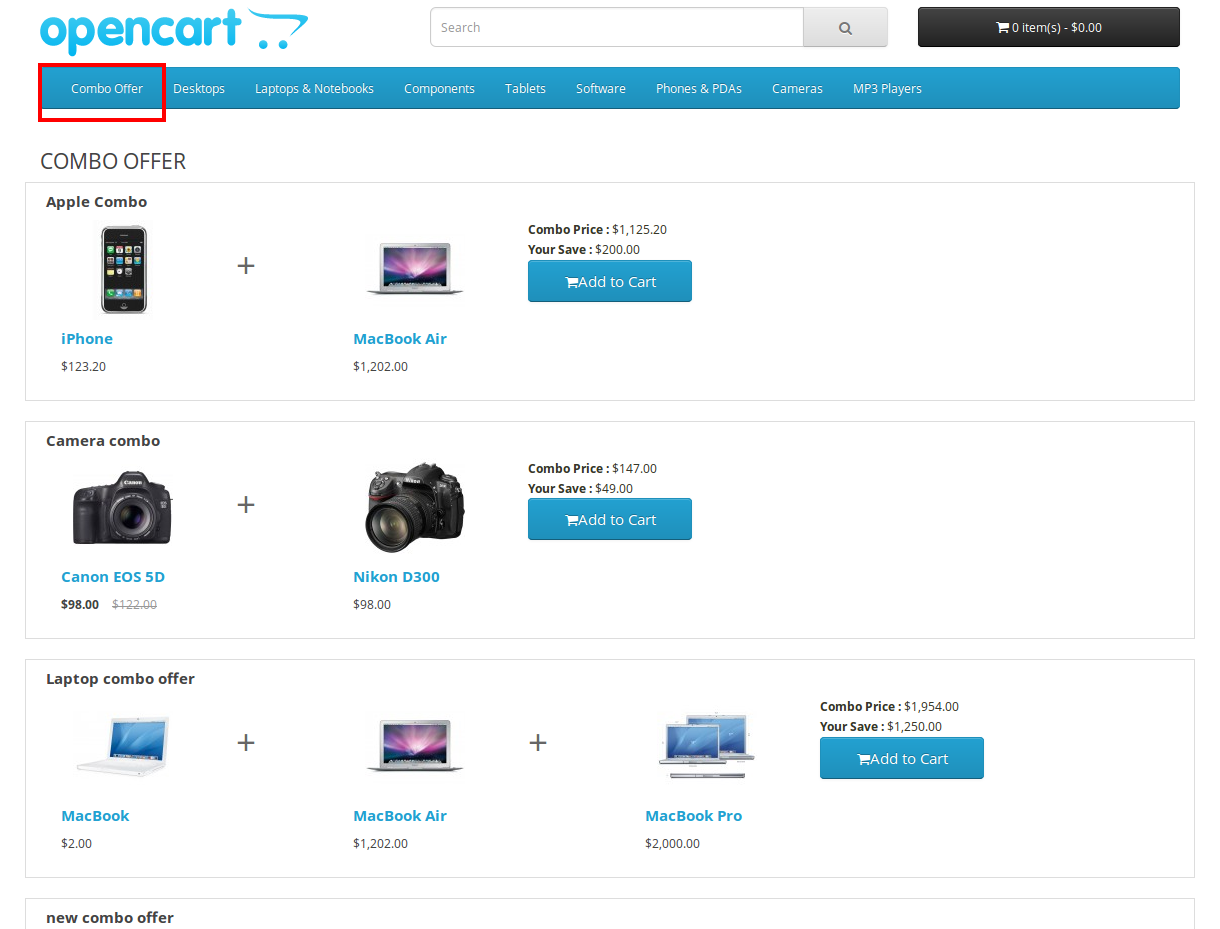 opencart
Search
0 item(s) - $0.00
Combo Offer Desktops Laptops & Notebooks Components Tablets Software Phones & PDAs Cameras MP3 Players
COMBO OFFER
Apple Combo
+
iPhone
$123.20
MacBook Air
$1,202.00
Combo Price : $1,125.20
Your Save : $200.00
Add to Cart
Camera combo
+
Canon EOS 5D
$98.00 $122.00
Nikon D300
$98.00
Combo Price : $147.00
Your Save : $49.00
Add to Cart
Laptop combo offer
+
+
MacBook
$2.00
MacBook Air
$1,202.00
MacBook Pro
$2,000.00
Combo Price : $1,954.00
Your Save : $1,250.00
Add to Cart
new combo offer